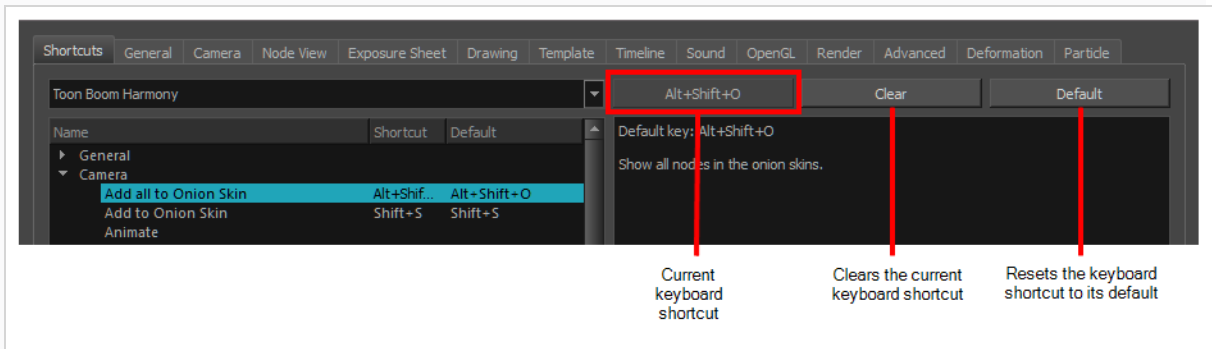 Shortcuts General Camera Node View Exposure Sheet Drawing Template Timeline Sound OpenGL Render Advanced Deformation Particle
Toon Boom Harmony Alt+Shift+O Clear Default
Name Shortcut Default
General
Camera
Add all to Onion Skin Alt+Shif... Alt+Shift+O
Add to Onion Skin Shift+S Shift+S
Animate
Default key: Alt+Shift+O
Show all nodes in the onion skins.
Current
keyboard
shortcut
Clears the current
keyboard shortcut
Resets the keyboard
shortcut to its default